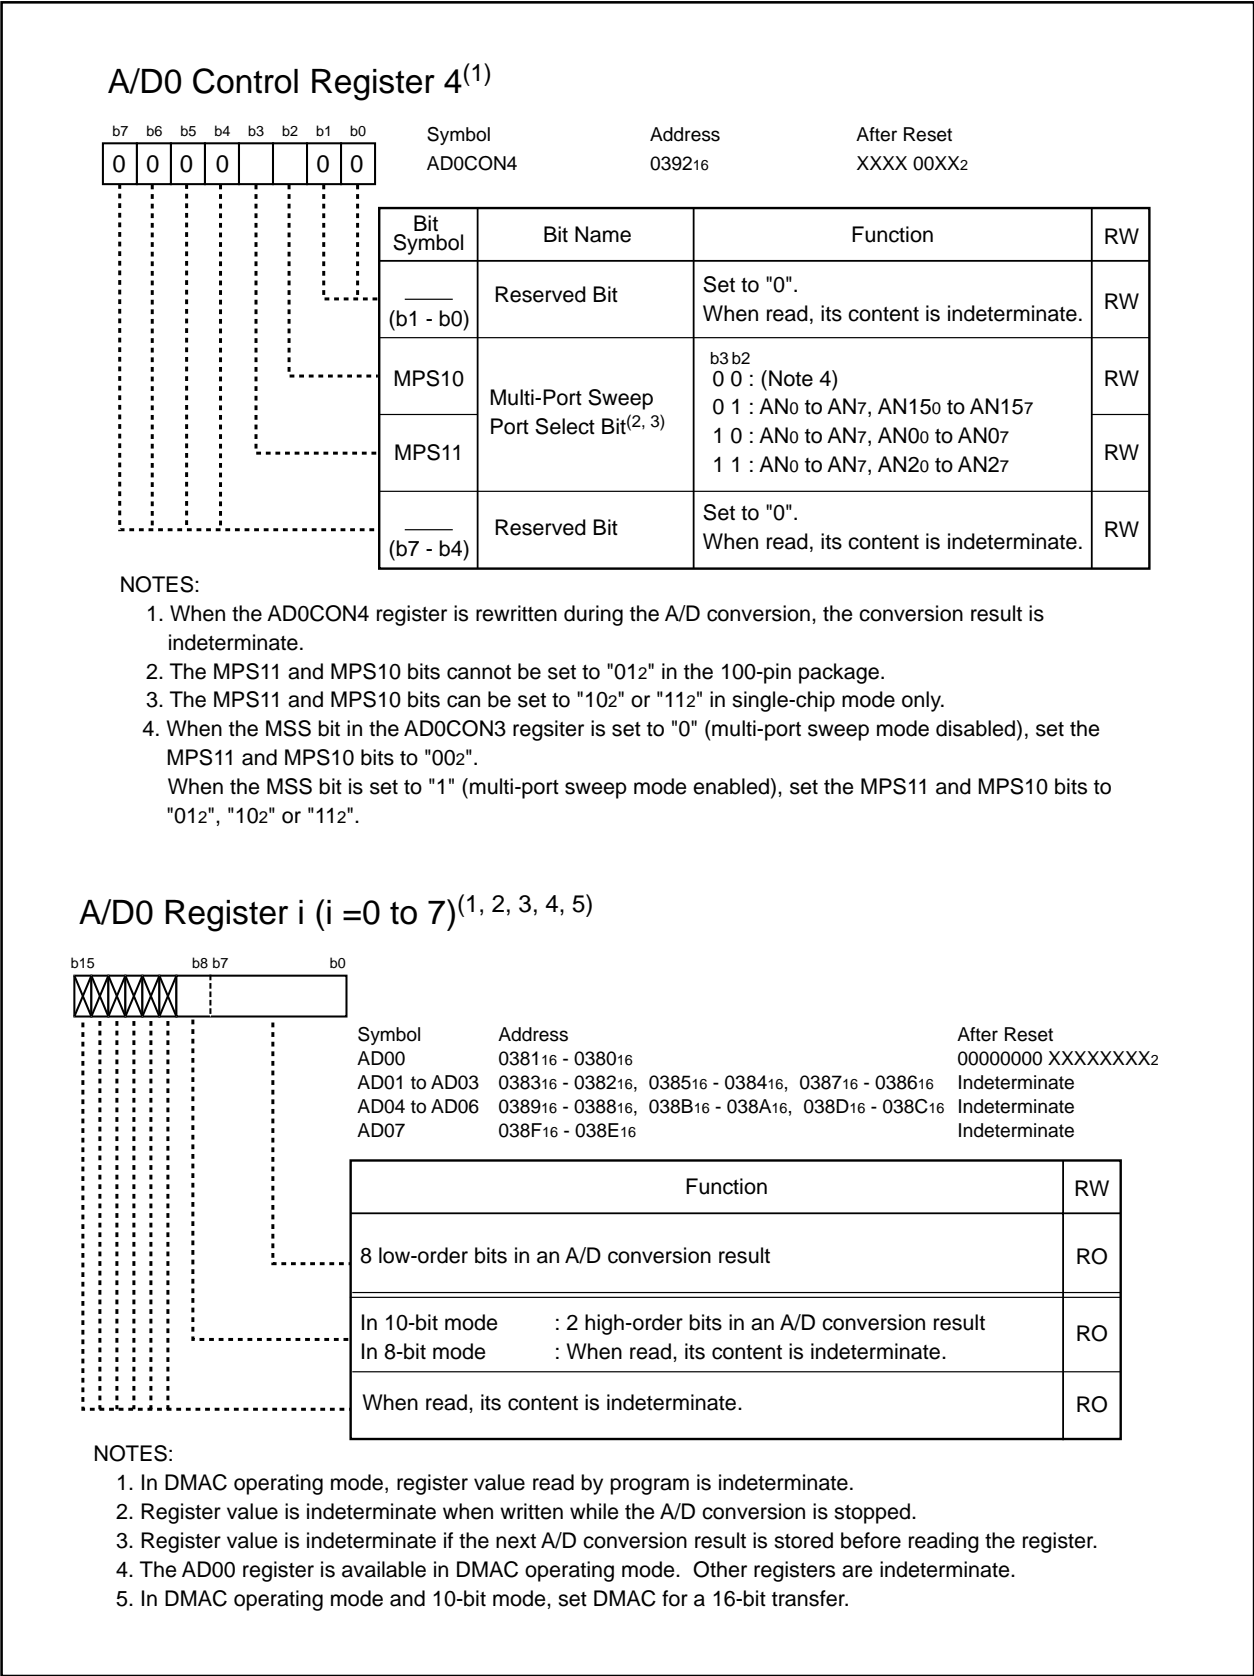 A/D0 Control Register 4(1)
b7 b6 b5 b4 b3 b2 b1 b0
0 0 0 0 0 0
Symbol Address After Reset
AD0CON4 039216 XXXX 00XX2
Bit Symbol Bit Name Function RW
(b1 - b0) Reserved Bit Set to "0".
When read, its content is indeterminate. RW
b3 b2
MPS10 0 0 : (Note 4) RW
Multi-Port Sweep
Port Select Bit(2, 3)
0 1 : AN0 to AN7, AN150 to AN157
1 0 : AN0 to AN7, AN00 to AN07
MPS11 RW
1 1 : AN0 to AN7, AN20 to AN27
(b7 - b4) Reserved Bit Set to "0".
When read, its content is indeterminate. RW
NOTES:
1. When the AD0CON4 register is rewritten during the A/D conversion, the conversion result is
indeterminate.
2. The MPS11 and MPS10 bits cannot be set to "012" in the 100-pin package.
3. The MPS11 and MPS10 bits can be set to "102" or "112" in single-chip mode only.
4. When the MSS bit in the AD0CON3 regsiter is set to "0" (multi-port sweep mode disabled), set the
MPS11 and MPS10 bits to "002".
When the MSS bit is set to "1" (multi-port sweep mode enabled), set the MPS11 and MPS10 bits to
"012", "102" or "112".
A/D0 Register i (i =0 to 7)(1, 2, 3, 4, 5)
b15 b8 b7 b0
Symbol Address After Reset
AD00 038116 - 038016 00000000 XXXXXXXX2
AD01 to AD03 038316 - 038216, 038516 - 038416, 038716 - 038616 Indeterminate
AD04 to AD06 038916 - 038816, 038B16 - 038A16, 038D16 - 038C16 Indeterminate
AD07 038F16 - 038E16 Indeterminate
Function RW
8 low-order bits in an A/D conversion result RO
In 10-bit mode : 2 high-order bits in an A/D conversion result
In 8-bit mode : When read, its content is indeterminate. RO
When read, its content is indeterminate. RO
NOTES:
1. In DMAC operating mode, register value read by program is indeterminate.
2. Register value is indeterminate when written while the A/D conversion is stopped.
3. Register value is indeterminate if the next A/D conversion result is stored before reading the register.
4. The AD00 register is available in DMAC operating mode. Other registers are indeterminate.
5. In DMAC operating mode and 10-bit mode, set DMAC for a 16-bit transfer.